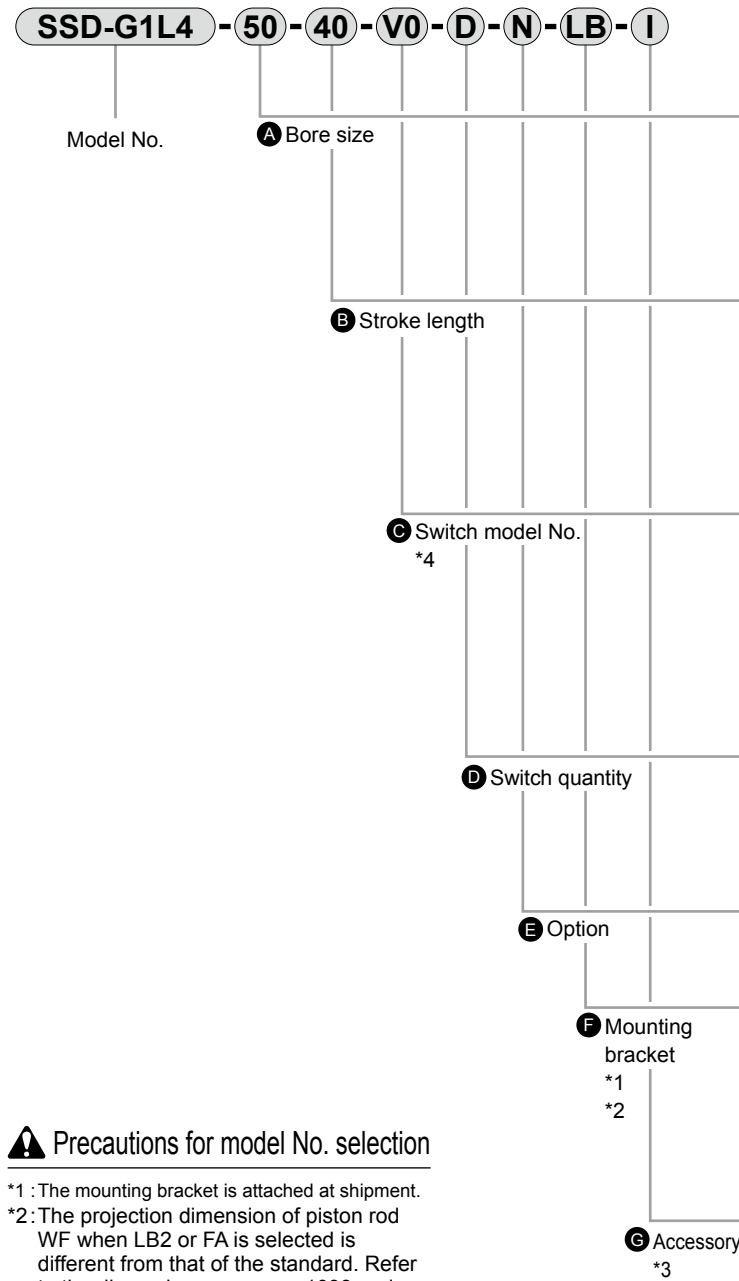 SSD-G1L4-50-40-V0-D-N-LB-I
Model No.
A Bore size
B Stroke length
C Switch model No.
*4
D Switch quantity
E Option
F Mounting
bracket
*1
*2
Precautions for model No. selection
*1 : The mounting bracket is attached at shipment.
*2 : The projection dimension of piston rod
WF when LB2 or FA is selected is
different from that of the standard. Refer
G Accessory
*3